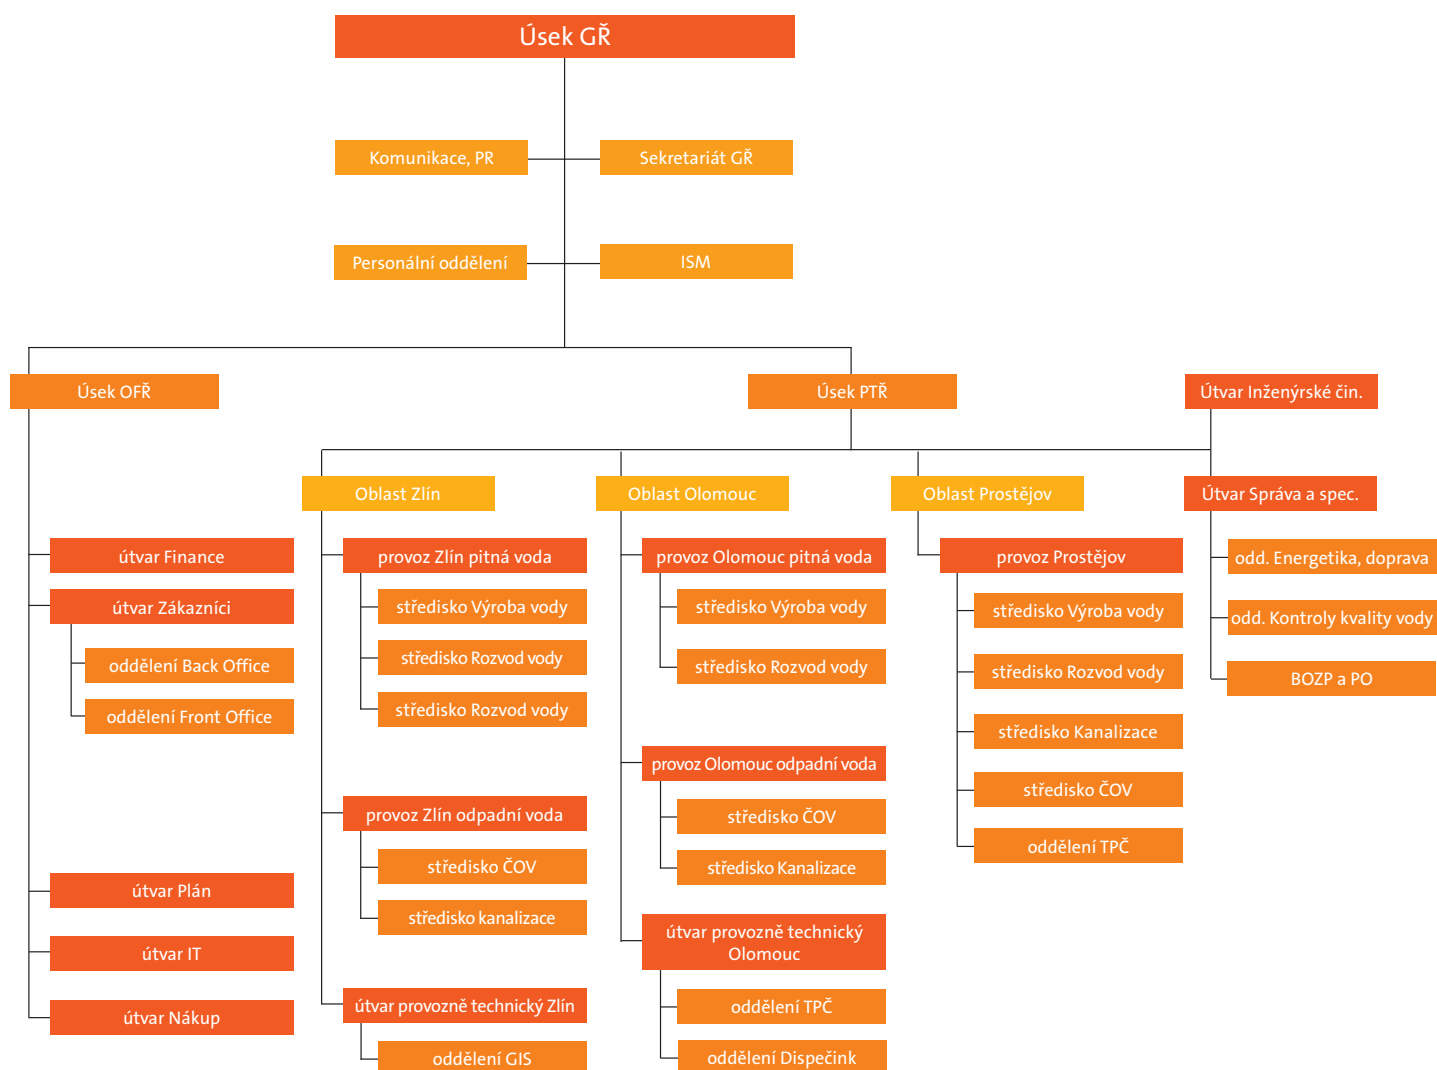 Úsek GŘ
Komunikace, PR
Sekretariát GŘ
Personální oddělení
ISM
Úsek OFŘ
Úsek PTŘ
Útvar Inženýrské čin.
Oblast Zlín
Oblast Olomouc
Oblast Prostějov
Útvar Správa a spec.
útvar Finance
útvar Zákazníci
oddělení Back Office
oddělení Front Office
útvar Plán
útvar IT
útvar Nákup
provoz Zlín pitná voda
středisko Výroba vody
středisko Rozvod vody
středisko Rozvod vody
provoz Zlín odpadní voda
středisko ČOV
středisko kanalizace
útvar provozně technický Zlín
oddělení GIS
provoz Olomouc pitná voda
středisko Výroba vody
středisko Rozvod vody
provoz Olomouc odpadní voda
středisko ČOV
středisko Kanalizace
útvar provozně technický
Olomouc
oddělení TPČ
oddělení Dispečink
provoz Prostějov
středisko Výroba vody
středisko Rozvod vody
středisko Kanalizace
středisko ČOV
oddělení TPČ
odd. Energetika, doprava
odd. Kontroly kvality vody
BOZP a PO